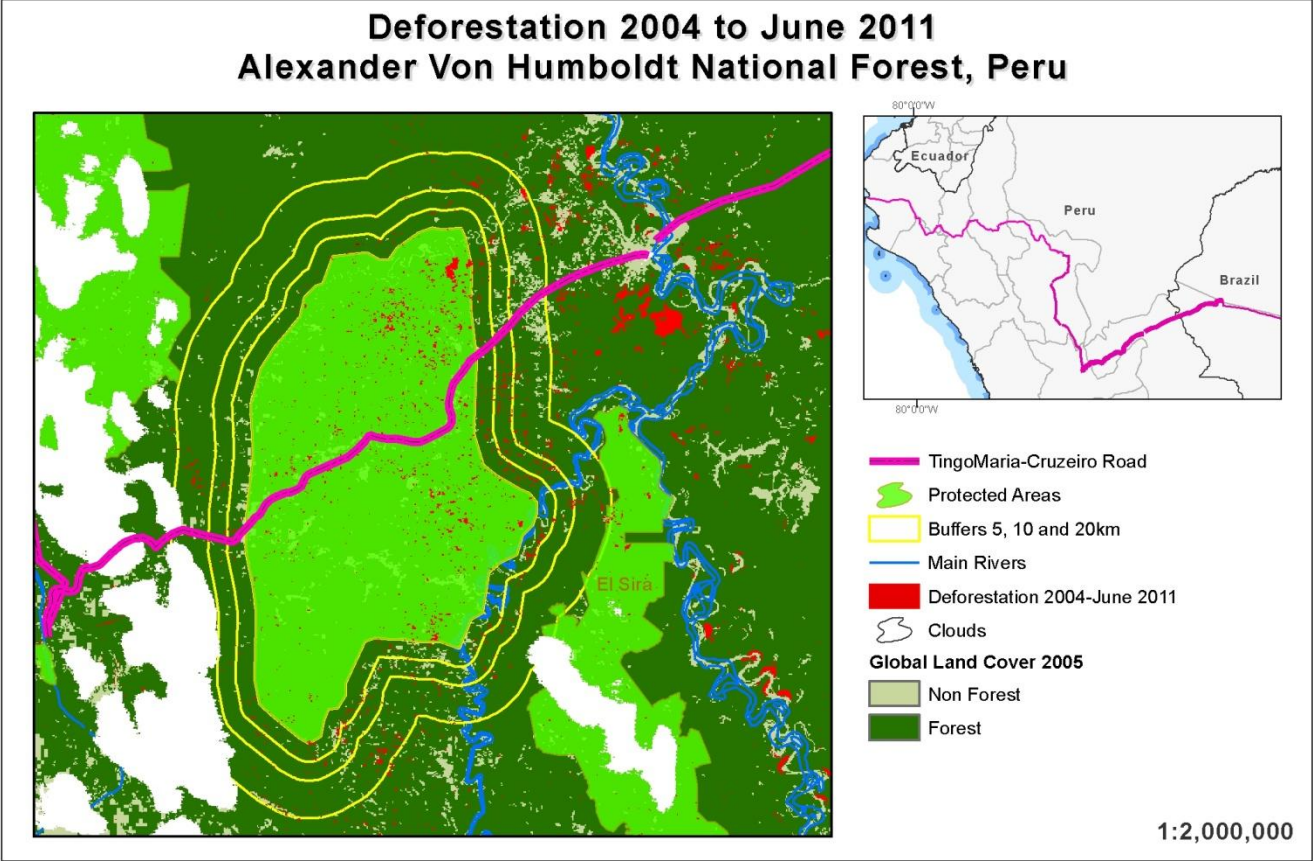 Deforestation 2004 to June 2011
Alexander Von Humboldt National Forest, Peru
El Sira
80°0'0"W
Ecuador
Peru
Brazil
80°0'0"W
TingoMaria-Cruzeiro Road
Protected Areas
Buffers 5, 10 and 20km
Main Rivers
Deforestation 2004-June 2011
Clouds
Global Land Cover 2005
Non Forest
Forest
1:2,000,000